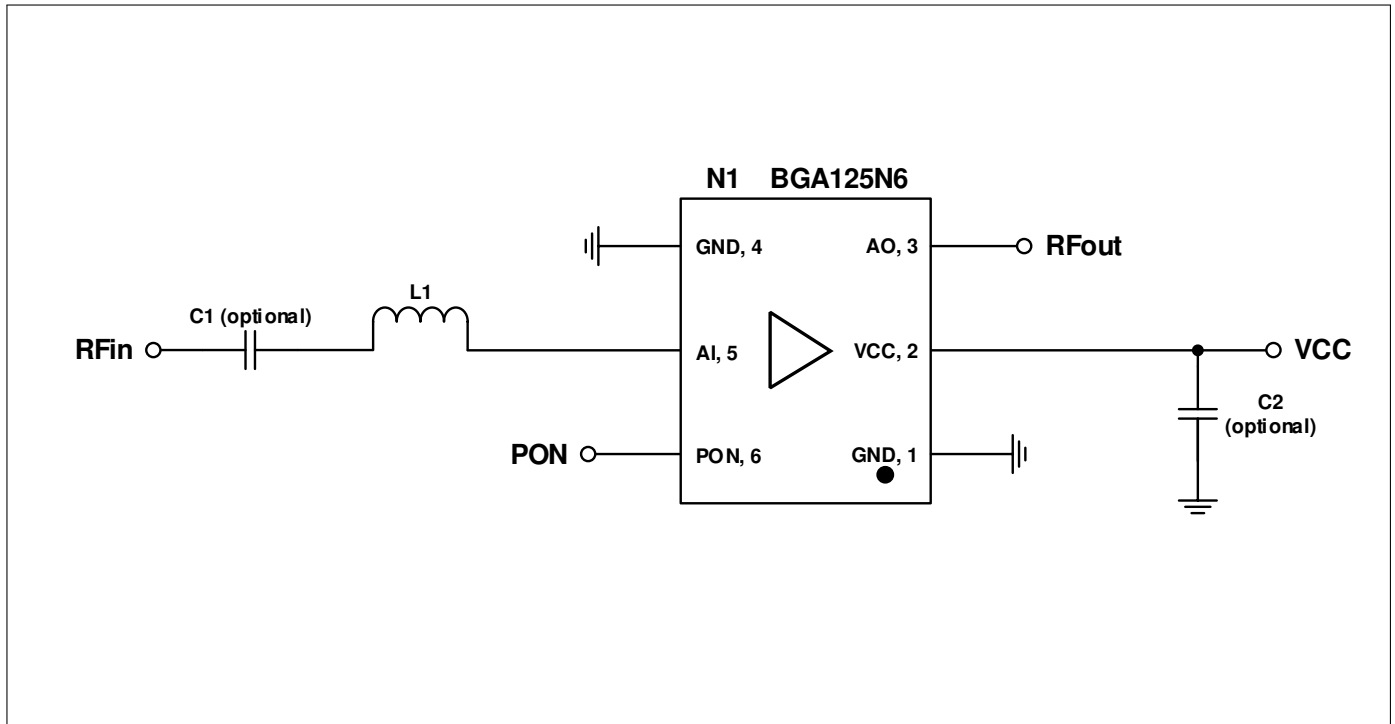 N1 BGA125N6
GND, 4
AO, 3
RFout
L1
C1 (optional)
RFin
AI, 5
VCC, 2
VCC
C2
(optional)
PON
PON, 6
GND, 1